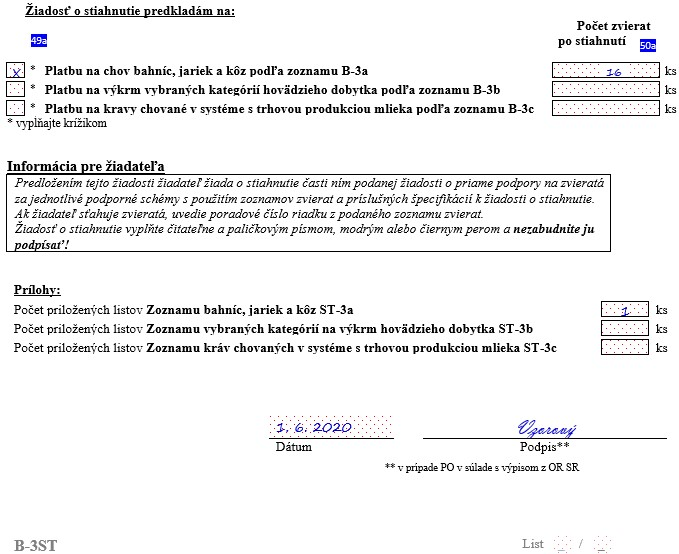 Žiadosť o stiahnutie predkladám na:
Počet zvierat
49a
po stiahnutí 50a
x * Platbu na chov bahníc, jariek a kôz podľa zoznamu B-3a 16 ks
* Platbu na výkrm vybraných kategórií hovädzieho dobytka podľa zoznamu B-3b ks
* Platbu na kravy chované v systéme s trhovou produkciou mlieka podľa zoznamu B-3c ks
* vyplňajte krížikom
Informácia pre žiadateľa
Predložením tejto žiadosti žiadateľ žiada o stiahnutie časti ním podanej žiadosti o priame podpory na zvieratá
za jednotlivé podporné schémy s použitím zoznamov zvierat a príslušných špecifikácií k žiadosti o stiahnutie.
Ak žiadateľ sťahuje zvieratá, uvedie poradové číslo riadku z podaného zoznamu zvierat.
Žiadosť o stiahnutie vyplňte čitateľne a paličkovým písmom, modrým alebo čiernym perom a nezabudnite ju
podpísať!
Prílohy:
Počet priložených listov Zoznamu bahníc, jariek a kôz ST-3a 1 ks
Počet priložených listov Zoznamu vybraných kategórií na výkrm hovädzieho dobytka ST-3b ks
Počet priložených listov Zoznamu kráv chovaných v systéme s trhovou produkciou mlieka ST-3c ks
1. 6. 2020 Vzorový
Dátum Podpis**
** v prípade PO v súlade s výpisom z OR SR
B-3ST List /